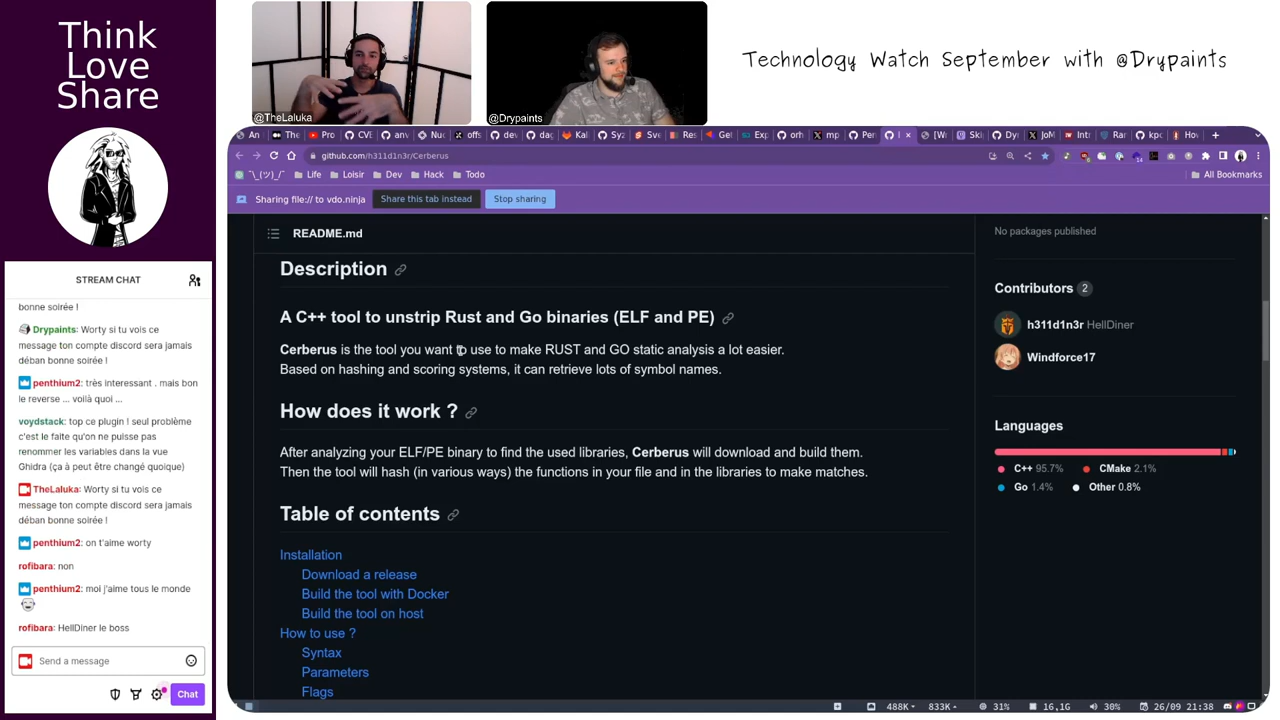 Think
Love
Share
@TheLaluka
@Drypaints
Technology Watch September with @Drypaints
github.com/h311d1n3r/Cerberus
¯\_(ツ)_/¯
Life
Loisir
Dev
Hack
Todo
All Bookmarks
Sharing file:// to vdo.ninja
Share this tab instead
Stop sharing
README.md
Description
A C++ tool to unstrip Rust and Go binaries (ELF and PE)
Cerberus is the tool you want to use to make RUST and GO static analysis a lot easier.
Based on hashing and scoring systems, it can retrieve lots of symbol names.
How does it work ?
After analyzing your ELF/PE binary to find the used libraries, Cerberus will download and build them.
Then the tool will hash (in various ways) the functions in your file and in the libraries to make matches.
Table of contents
Installation
Download a release
Build the tool with Docker
Build the tool on host
How to use ?
Syntax
Parameters
Flags
No packages published
Contributors 2
h311d1n3r HellDiner
Windforce17
Languages
C++ 95.7%
CMake 2.1%
Go 1.4%
Other 0.8%
STREAM CHAT
bonne soirée !
Drypaints: Worty si tu vois ce
message ton compte discord sera jamais
déban bonne soirée !
penthium2: très interessant . mais bon
le reverse ... voilà quoi ...
voydstack: top ce plugin ! seul problème
c'est le faite qu'on ne puisse pas
renommer les variables dans la vue
Ghidra (ça à peut être changé quoique)
TheLaluka: Worty si tu vois ce
message ton compte discord sera jamais
déban bonne soirée !
penthium2: on t'aime worty
rofibara: non
penthium2: moi j'aime tous le monde
rofibara: HellDIner le boss
Send a message
Chat
488K
833K
31%
16,1G
30%
26/09 21:38